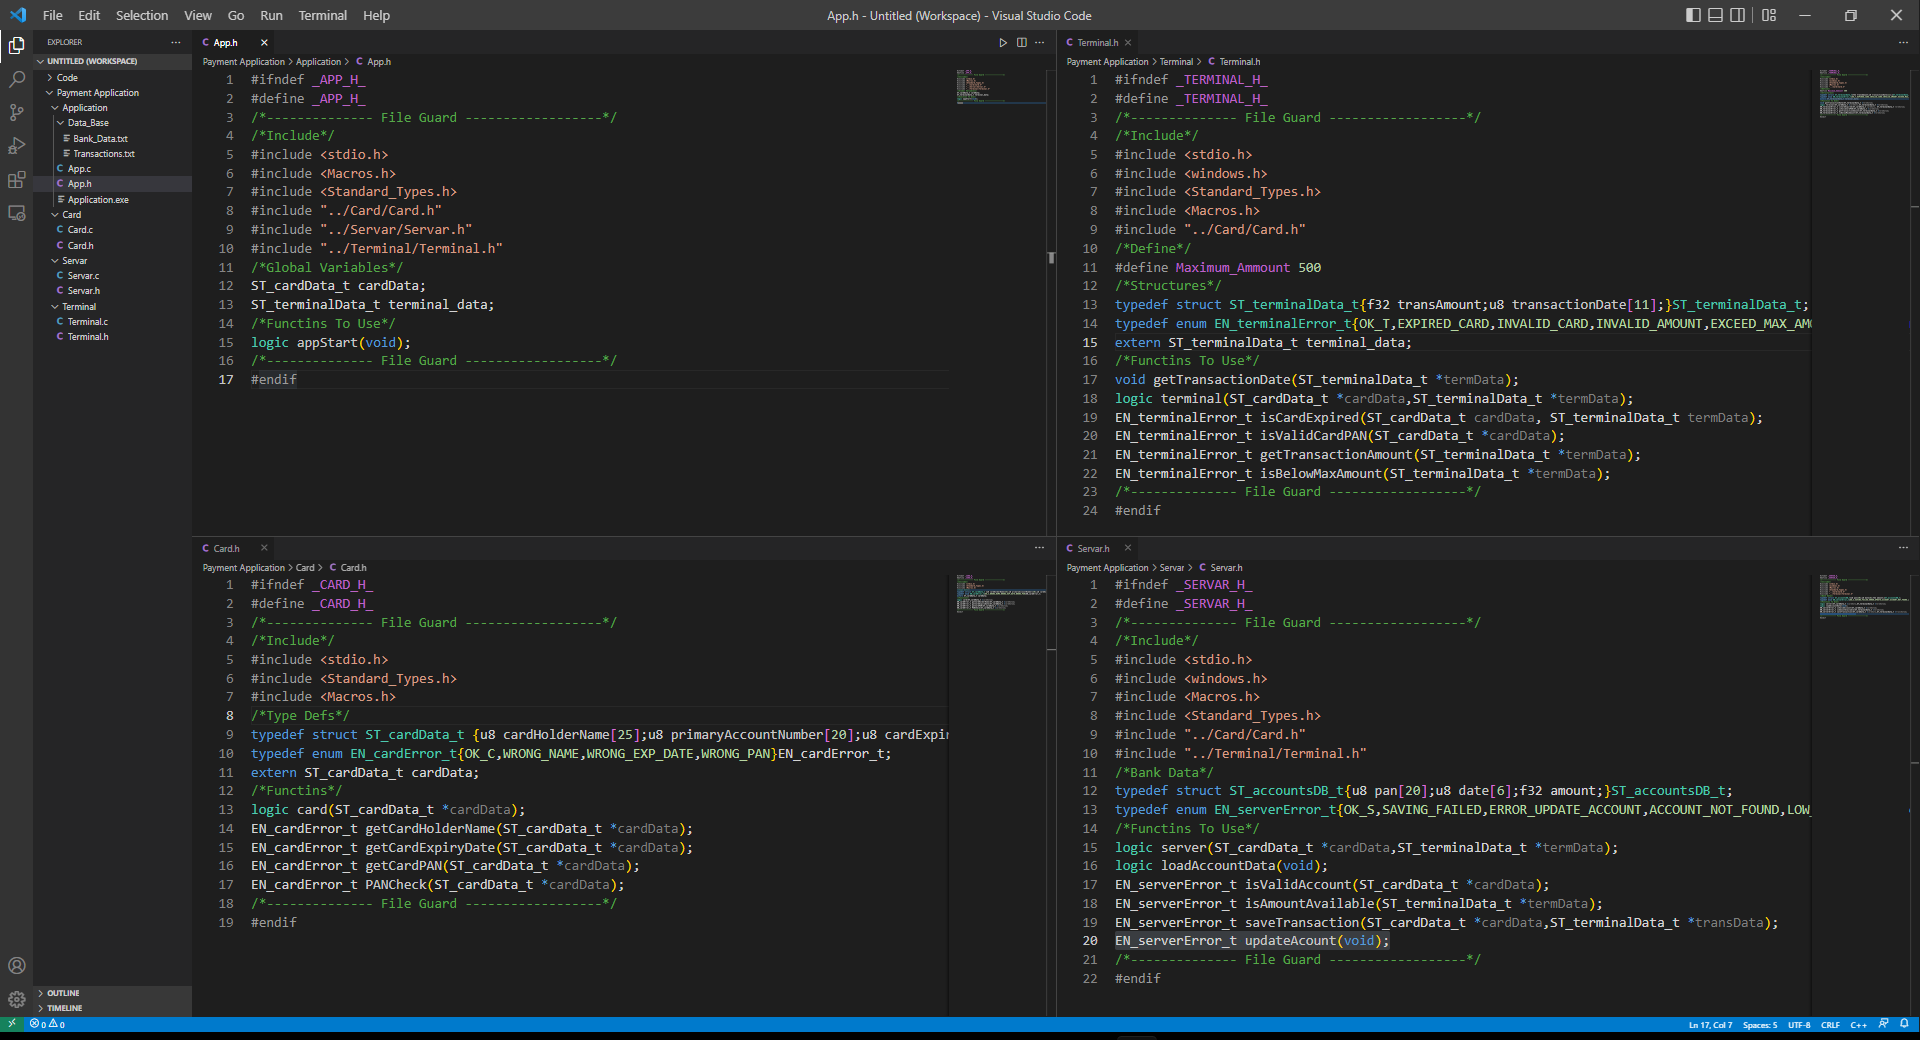 File Edit Selection View Go Run Terminal Help
App.h - Untitled (Workspace) - Visual Studio Code
EXPLORER
UNTITLED (WORKSPACE)
Code
Payment Application
Application
Data_Base
Bank_Data.txt
Transactions.txt
C App.c
C App.h
Application.exe
Card
C Card.c
C Card.h
Servar
C Servar.c
C Servar.h
Terminal
C Terminal.c
C Terminal.h
OUTLINE
TIMELINE
C App.h
Payment Application > Application > C App.h
1 #ifndef _APP_H_
2 #define _APP_H_
3 /*-------------- File Guard ------------------*/
4 /*Include*/
5 #include <stdio.h>
6 #include <Macros.h>
7 #include <Standard_Types.h>
8 #include "../Card/Card.h"
9 #include "../Servar/Servar.h"
10 #include "../Terminal/Terminal.h"
11 /*Global Variables*/
12 ST_cardData_t cardData;
13 ST_terminalData_t terminal_data;
14 /*Functins To Use*/
15 logic appStart(void);
16 /*-------------- File Guard ------------------*/
17 #endif
C Terminal.h
Payment Application > Terminal > C Terminal.h
1 #ifndef _TERMINAL_H_
2 #define _TERMINAL_H_
3 /*-------------- File Guard ------------------*/
4 /*Include*/
5 #include <stdio.h>
6 #include <windows.h>
7 #include <Standard_Types.h>
8 #include <Macros.h>
9 #include "../Card/Card.h"
10 /*Define*/
11 #define Maximum_Ammount 500
12 /*Structures*/
13 typedef struct ST_terminalData_t{f32 transAmount;u8 transactionDate[11];}ST_terminalData_t;
14 typedef enum EN_terminalError_t{OK_T,EXPIRED_CARD,INVALID_CARD,INVALID_AMOUNT,EXCEED_MAX_AMO
15 extern ST_terminalData_t terminal_data;
16 /*Functins To Use*/
17 void getTransactionDate(ST_terminalData_t *termData);
18 logic terminal(ST_cardData_t *cardData,ST_terminalData_t *termData);
19 EN_terminalError_t isCardExpired(ST_cardData_t cardData, ST_terminalData_t termData);
20 EN_terminalError_t isValidCardPAN(ST_cardData_t *cardData);
21 EN_terminalError_t getTransactionAmount(ST_terminalData_t *termData);
22 EN_terminalError_t isBelowMaxAmount(ST_terminalData_t *termData);
23 /*-------------- File Guard ------------------*/
24 #endif
C Card.h
Payment Application > Card > C Card.h
1 #ifndef _CARD_H_
2 #define _CARD_H_
3 /*-------------- File Guard ------------------*/
4 /*Include*/
5 #include <stdio.h>
6 #include <Standard_Types.h>
7 #include <Macros.h>
8 /*Type Defs*/
9 typedef struct ST_cardData_t {u8 cardHolderName[25];u8 primaryAccountNumber[20];u8 cardExpir
10 typedef enum EN_cardError_t{OK_C,WRONG_NAME,WRONG_EXP_DATE,WRONG_PAN}EN_cardError_t;
11 extern ST_cardData_t cardData;
12 /*Functins*/
13 logic card(ST_cardData_t *cardData);
14 EN_cardError_t getCardHolderName(ST_cardData_t *cardData);
15 EN_cardError_t getCardExpiryDate(ST_cardData_t *cardData);
16 EN_cardError_t getCardPAN(ST_cardData_t *cardData);
17 EN_cardError_t PANCheck(ST_cardData_t *cardData);
18 /*-------------- File Guard ------------------*/
19 #endif
C Servar.h
Payment Application > Servar > C Servar.h
1 #ifndef _SERVAR_H_
2 #define _SERVAR_H_
3 /*-------------- File Guard ------------------*/
4 /*Include*/
5 #include <stdio.h>
6 #include <windows.h>
7 #include <Macros.h>
8 #include <Standard_Types.h>
9 #include "../Card/Card.h"
10 #include "../Terminal/Terminal.h"
11 /*Bank Data*/
12 typedef struct ST_accountsDB_t{u8 pan[20];u8 date[6];f32 amount;}ST_accountsDB_t;
13 typedef enum EN_serverError_t{OK_S,SAVING_FAILED,ERROR_UPDATE_ACCOUNT,ACCOUNT_NOT_FOUND,LOW_
14 /*Functins To Use*/
15 logic server(ST_cardData_t *cardData,ST_terminalData_t *termData);
16 logic loadAccountData(void);
17 EN_serverError_t isValidAccount(ST_cardData_t *cardData);
18 EN_serverError_t isAmountAvailable(ST_terminalData_t *termData);
19 EN_serverError_t saveTransaction(ST_cardData_t *cardData,ST_terminalData_t *transData);
20 EN_serverError_t updateAcount(void);
21 /*-------------- File Guard ------------------*/
22 #endif
0 0
Ln 17, Col 7 Spaces: 5 UTF-8 CRLF C++